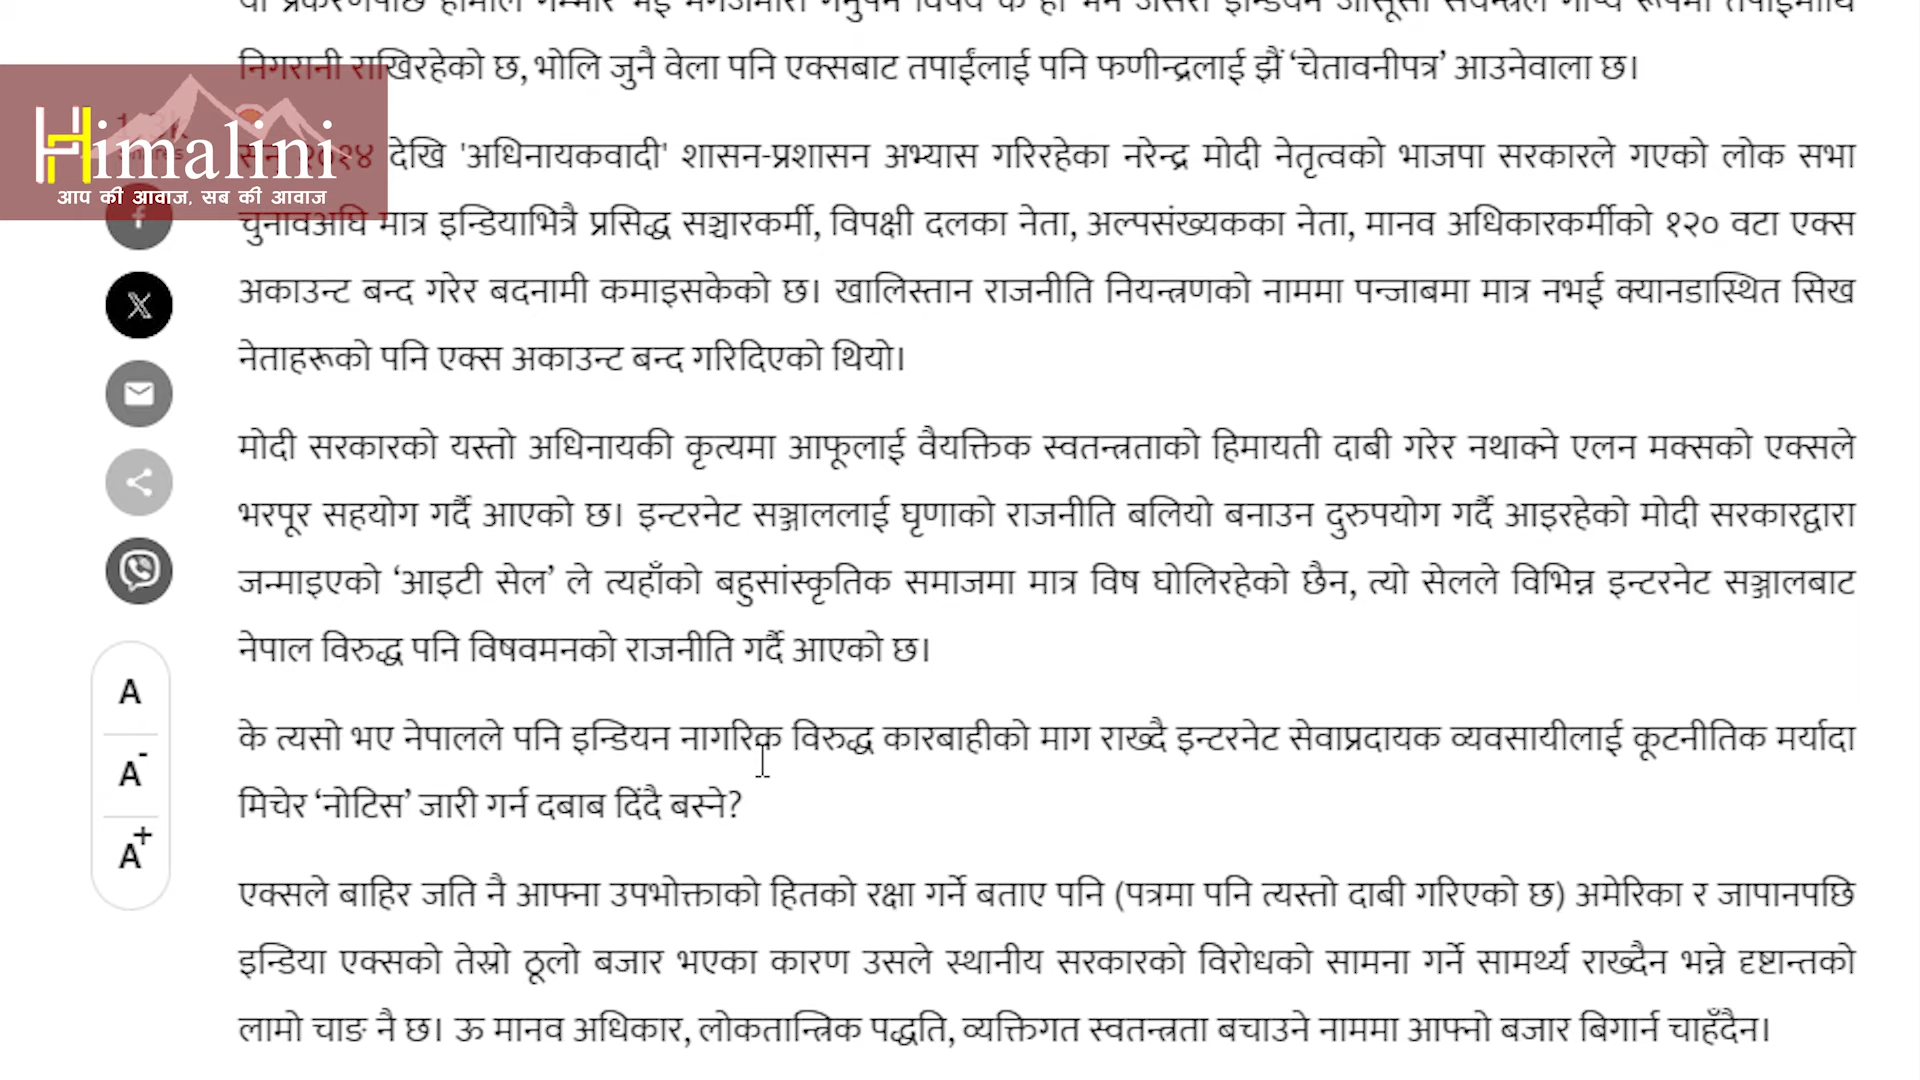 निगरानी राखिरहेको छ, भोलि जुनै वेला पनि एक्सबाट तपाईंलाई पनि फणीन्द्रलाई झैं ‘चेतावनीपत्र’ आउनेवाला छ।
Himalini
आप की आवाज, सब की आवाज
सन् २०१४ देखि 'अधिनायकवादी' शासन-प्रशासन अभ्यास गरिरहेका नरेन्द्र मोदी नेतृत्वको भाजपा सरकारले गएको लोक सभा
चुनावअघि मात्र इन्डियाभित्रै प्रसिद्ध सञ्चारकर्मी, विपक्षी दलका नेता, अल्पसंख्यकका नेता, मानव अधिकारकर्मीको १२० वटा एक्स
अकाउन्ट बन्द गरेर बदनामी कमाइसकेको छ। खालिस्तान राजनीति नियन्त्रणको नाममा पन्जाबमा मात्र नभई क्यानडास्थित सिख
नेताहरूको पनि एक्स अकाउन्ट बन्द गरिदिएको थियो।
मोदी सरकारको यस्तो अधिनायकी कृत्यमा आफूलाई वैयक्तिक स्वतन्त्रताको हिमायती दाबी गरेर नथाक्ने एलन मक्सको एक्सले
भरपूर सहयोग गर्दै आएको छ। इन्टरनेट सञ्जाललाई घृणाको राजनीति बलियो बनाउन दुरुपयोग गर्दै आइरहेको मोदी सरकारद्वारा
जन्माइएको ‘आइटी सेल’ ले त्यहाँको बहुसांस्कृतिक समाजमा मात्र विष घोलिरहेको छैन, त्यो सेलले विभिन्न इन्टरनेट सञ्जालबाट
नेपाल विरुद्ध पनि विषवमनको राजनीति गर्दै आएको छ।
A
A-
A+
के त्यसो भए नेपालले पनि इन्डियन नागरिक विरुद्ध कारबाहीको माग राख्दै इन्टरनेट सेवाप्रदायक व्यवसायीलाई कूटनीतिक मर्यादा
मिचेर ‘नोटिस’ जारी गर्न दबाब दिंदै बस्ने?
एक्सले बाहिर जति नै आफ्ना उपभोक्ताको हितको रक्षा गर्ने बताए पनि (पत्रमा पनि त्यस्तो दाबी गरिएको छ) अमेरिका र जापानपछि
इन्डिया एक्सको तेस्रो ठूलो बजार भएका कारण उसले स्थानीय सरकारको विरोधको सामना गर्ने सामर्थ्य राख्दैन भन्ने दृष्टान्तको
लामो चाङ नै छ। ऊ मानव अधिकार, लोकतान्त्रिक पद्धति, व्यक्तिगत स्वतन्त्रता बचाउने नाममा आफ्नो बजार बिगार्न चाहँदैन।